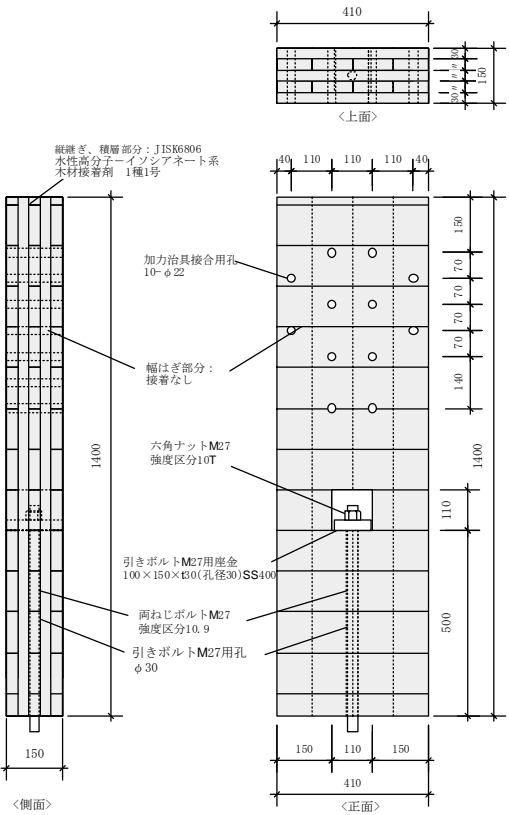 410
30
〃
〃
〃
30
150
<上面>
縦継ぎ、積層部分：JISK6806
水性高分子－イソシアネート系
木材接着剤　1種1号
40 110 110 110 40
150
70
70
70
70
140
110
500
1400
加力治具接合用孔
10-φ22
幅はぎ部分：
接着なし
六角ナットM27
強度区分10T
引きボルトM27用座金
100×150×t30(孔径30)SS400
両ねじボルトM27
強度区分10.9
引きボルトM27用孔
φ30
1400
150
<側面>
150 110 150
410
<正面>